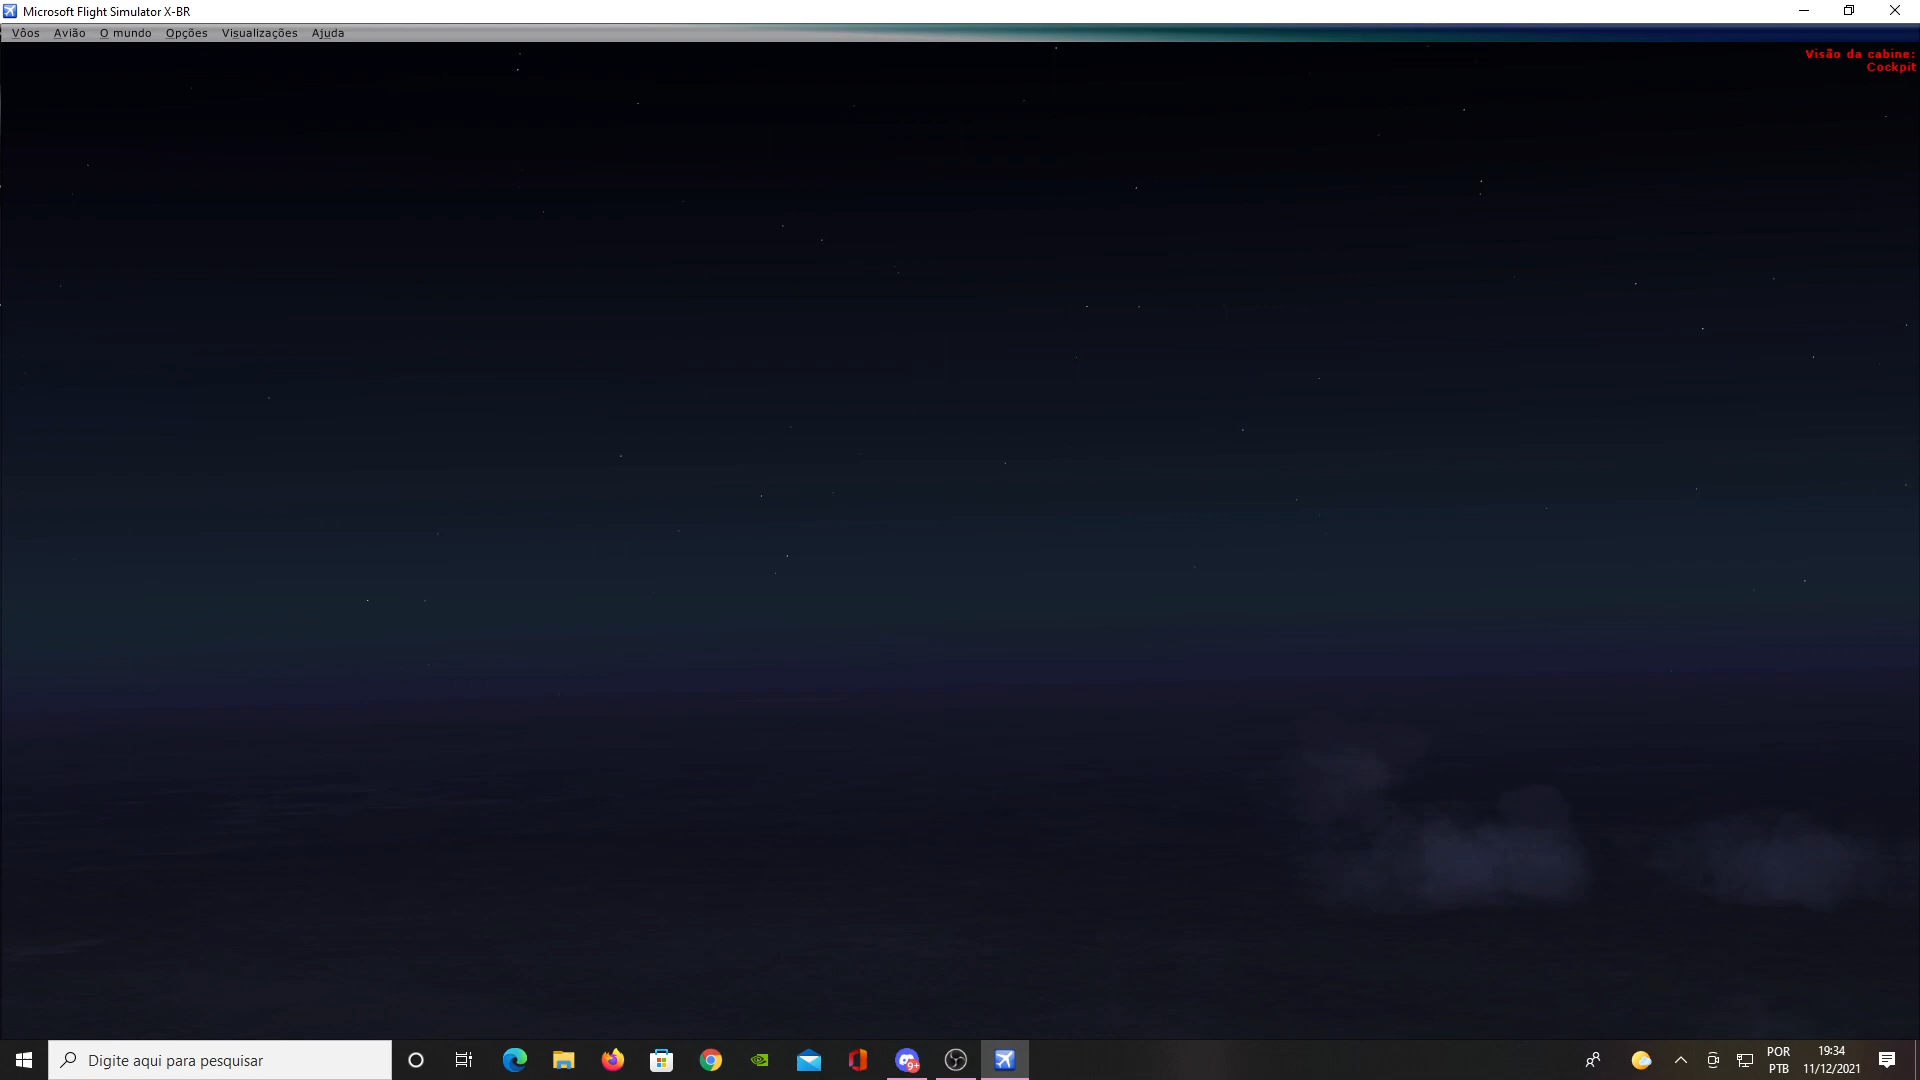 Microsoft Flight Simulator X-BR
Vôos Avião O mundo Opções Visualizações Ajuda
Visão da cabine:
Cockpit
Digite aqui para pesquisar
9+
POR
PTB
19:34
11/12/2021